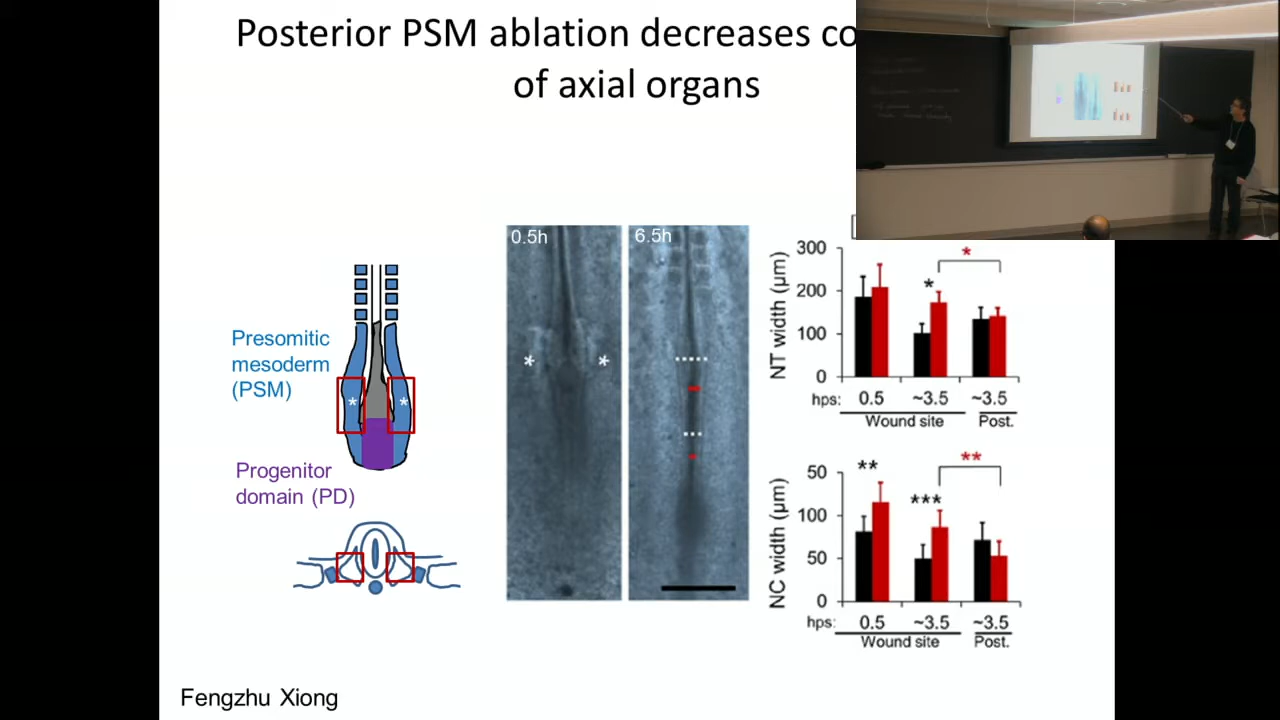 Posterior PSM ablation decreases co
of axial organs
0.5h
6.5h
*
*
Presomitic
mesoderm
(PSM)
*
*
Progenitor
domain (PD)
NT width (µm)
300
200
100
0
*
*
hps:
0.5
~3.5
~3.5
Wound site
Post.
NC width (µm)
50
100
50
0
**
***
**
hps:
0.5
~3.5
~3.5
Wound site
Post.
Fengzhu Xiong